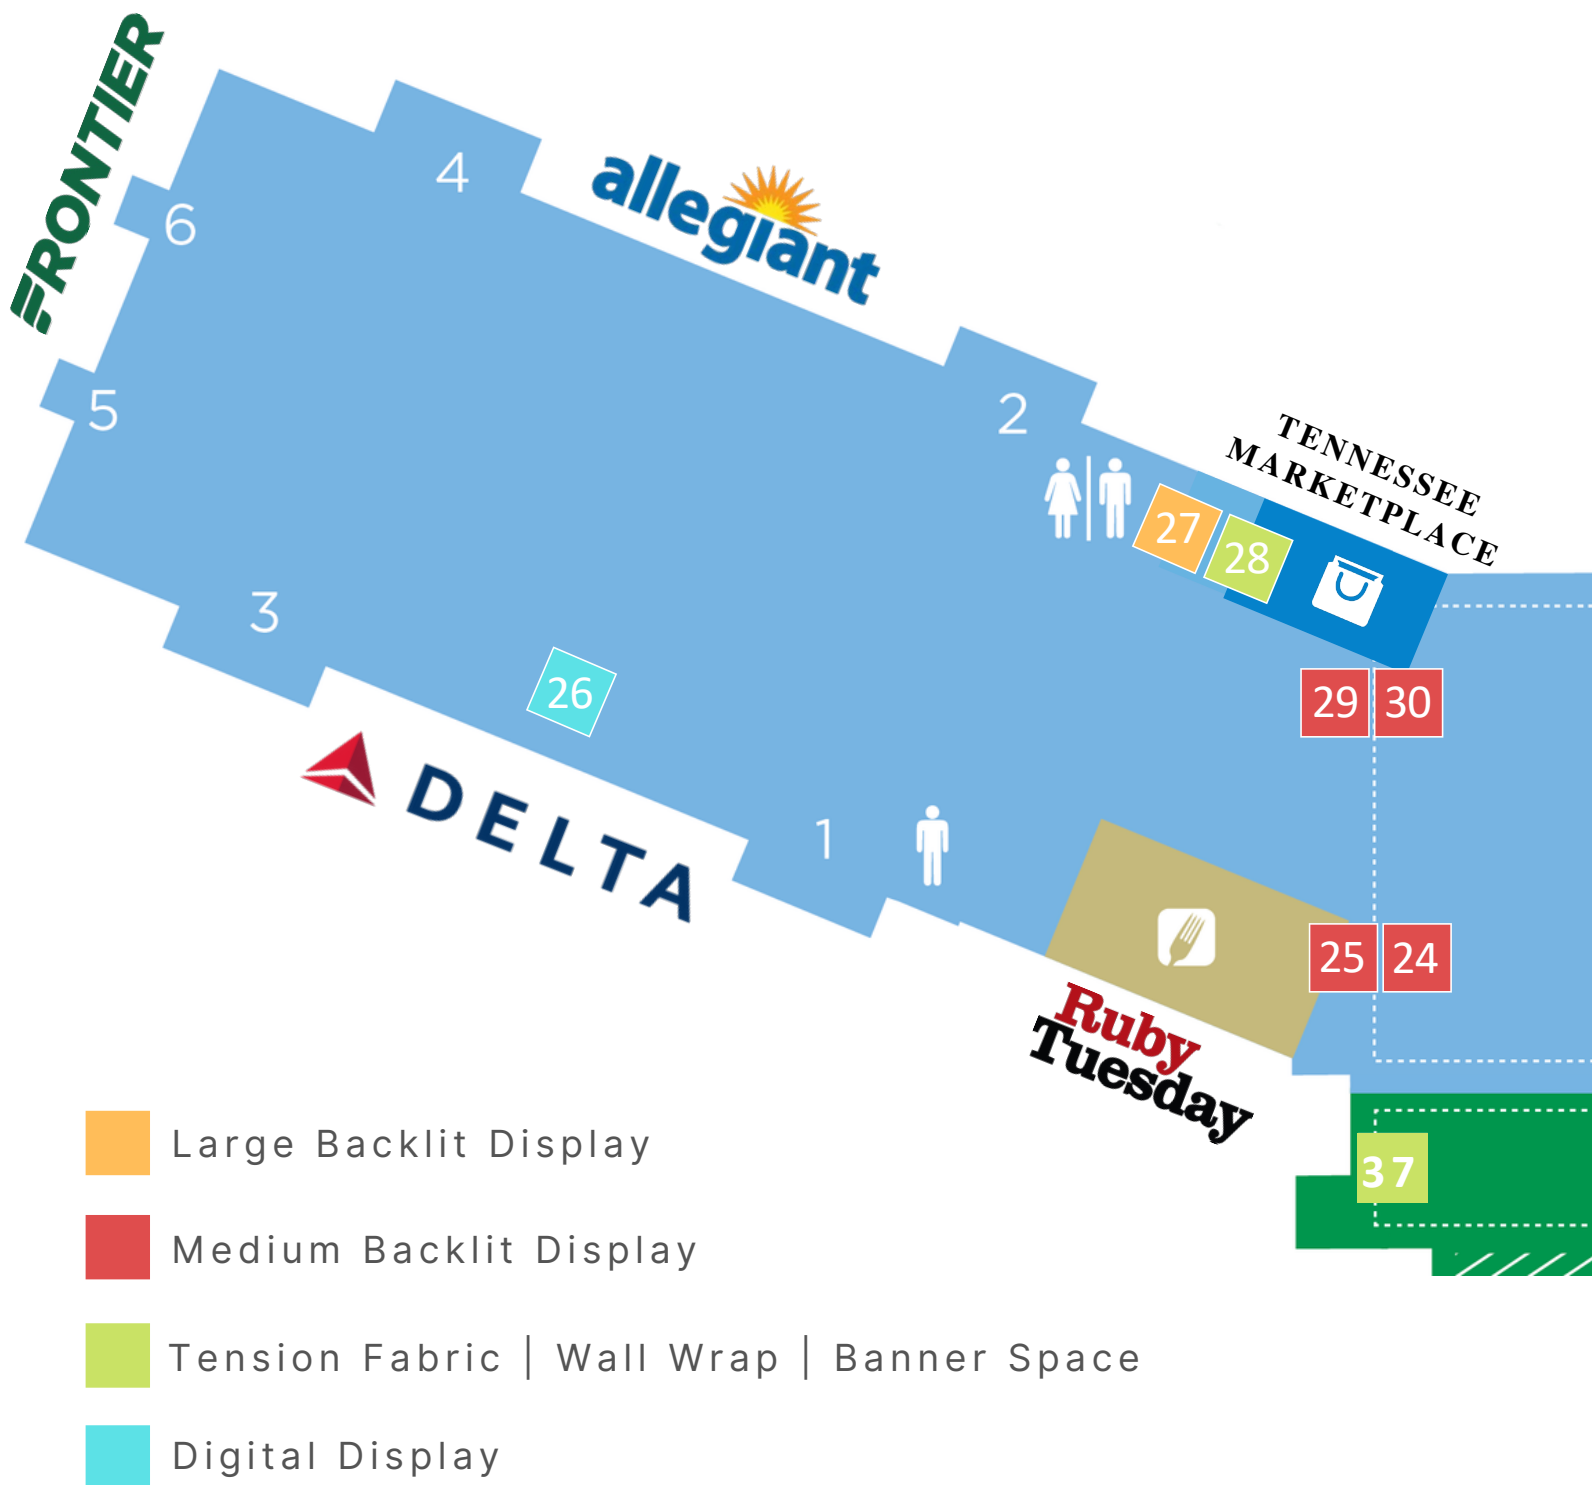 FRONTIER
4
allegiant
6
5
2
TENNESSEE
MARKETPLACE
27
28
3
26
29
30
DELTA
1
25
24
Ruby
Tuesday
37
Large Backlit Display
Medium Backlit Display
Tension Fabric | Wall Wrap | Banner Space
Digital Display